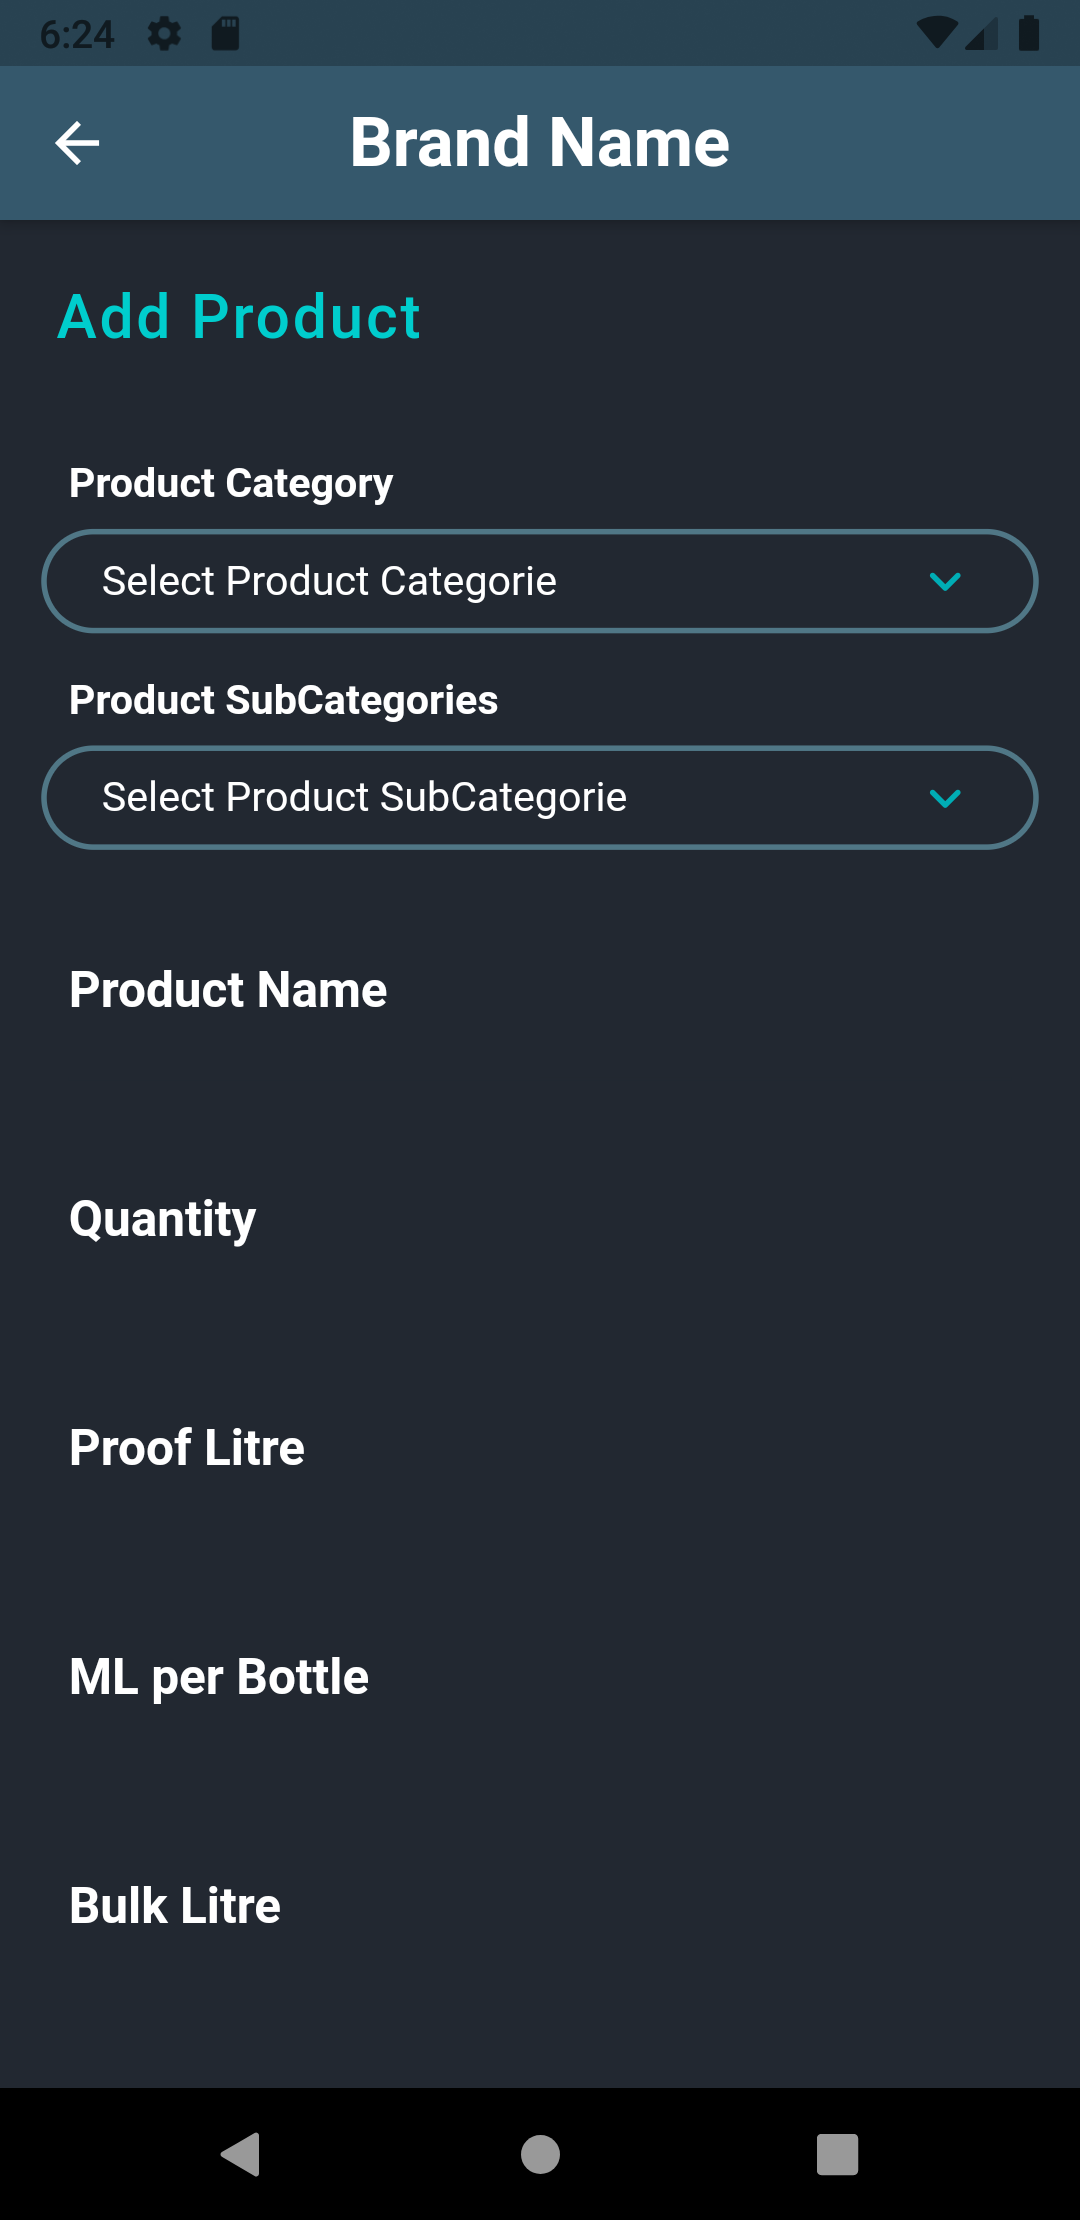 6:24
Brand Name
Add Product
Product Category
Select Product Categorie
Product SubCategories
Select Product SubCategorie
Product Name
Quantity
Proof Litre
ML per Bottle
Bulk Litre